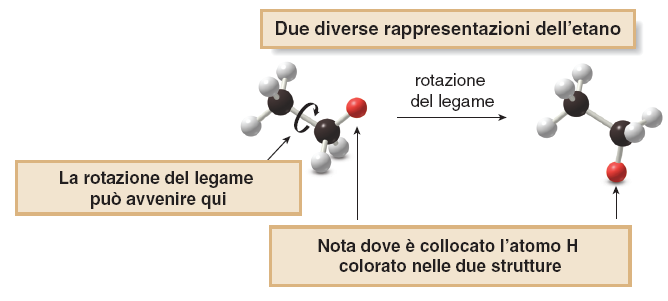 Due diverse rappresentazioni dell’etano
rotazione
del legame
La rotazione del legame
può avvenire qui
Nota dove è collocato l’atomo H
colorato nelle due strutture